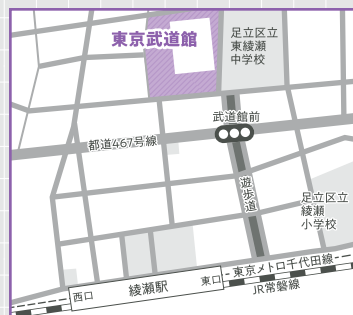 東京武道館
足立区立
東綾瀬
中学校
武道館前
都道467号線
遊歩道
足立区立
綾瀬
小学校
東京メトロ千代田線
東口
綾瀬駅
西口
JR常磐線